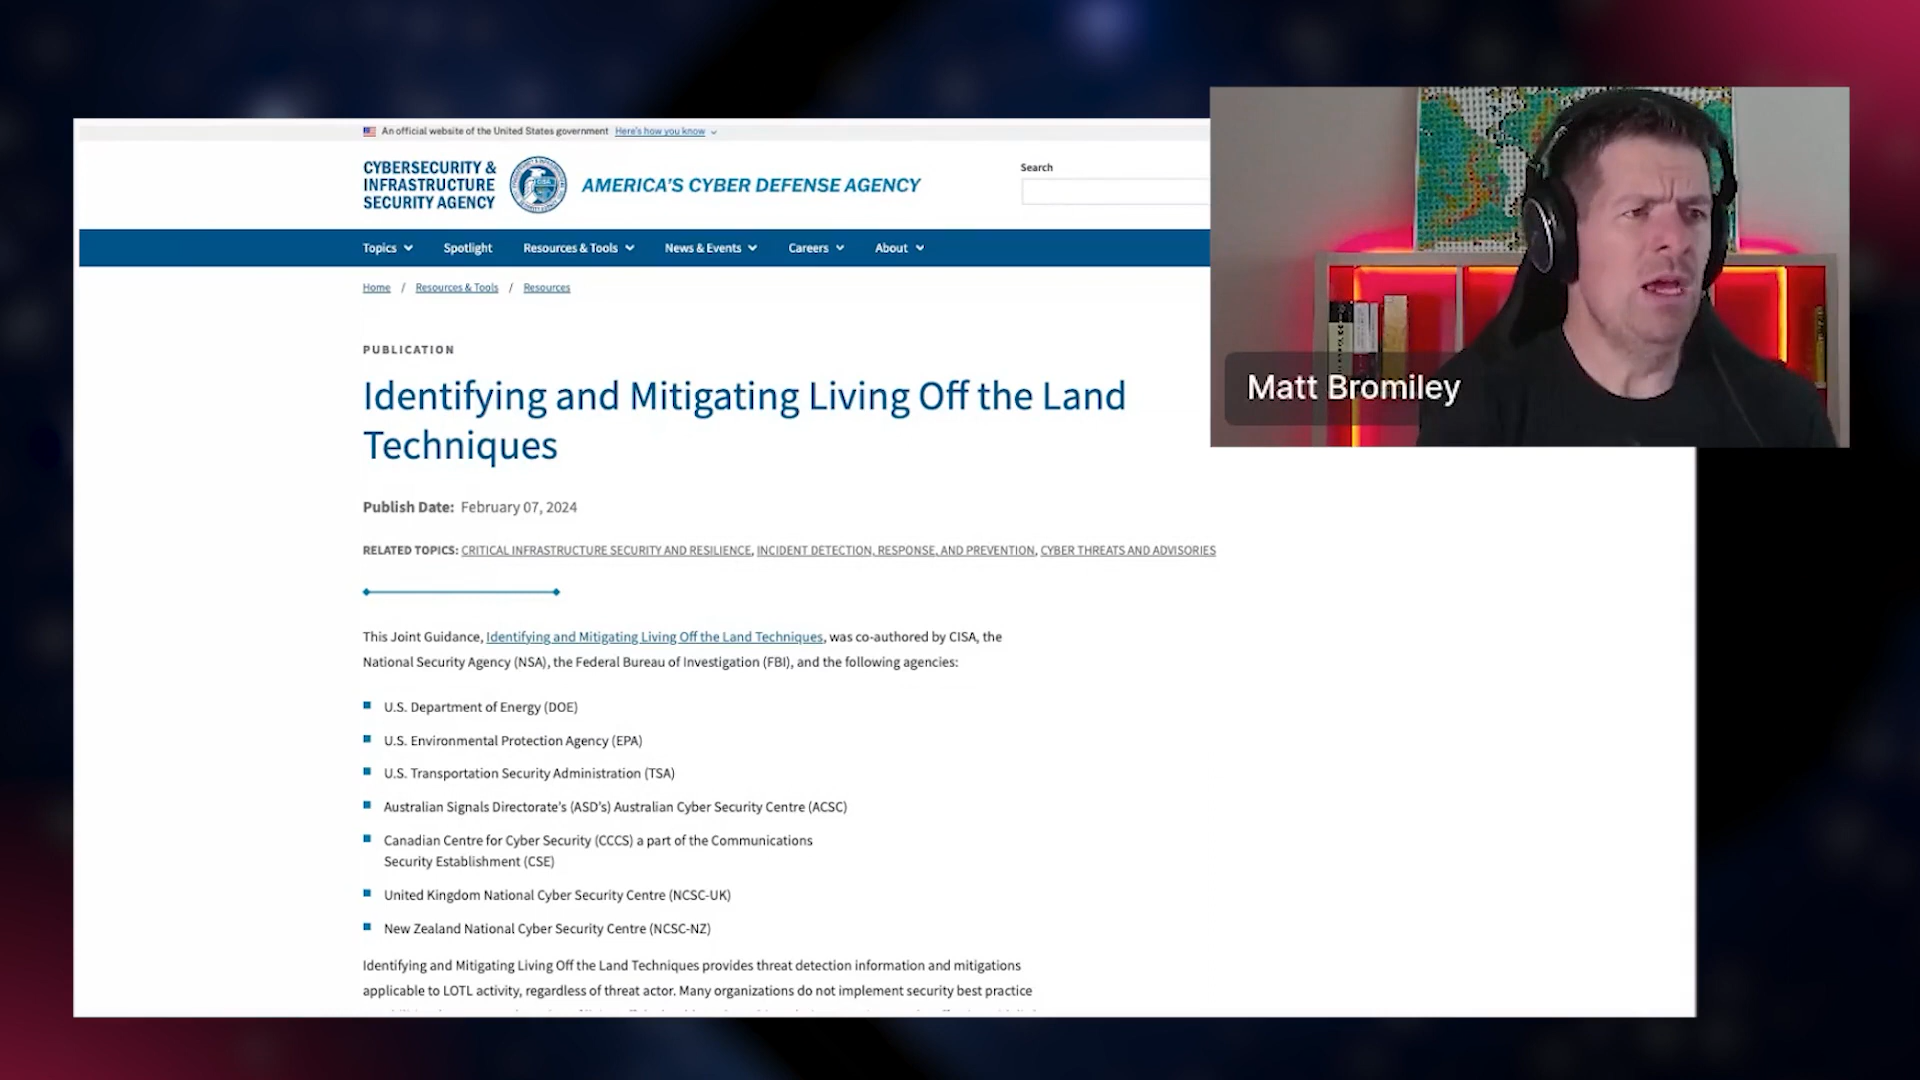 An official website of the United States government Here's how you know
CYBERSECURITY &
INFRASTRUCTURE
SECURITY AGENCY
AMERICA'S CYBER DEFENSE AGENCY
Search
Topics
Spotlight
Resources & Tools
News & Events
Careers
About
Home / Resources & Tools / Resources
PUBLICATION
Identifying and Mitigating Living Off the Land
Techniques
Publish Date: February 07, 2024
RELATED TOPICS: CRITICAL INFRASTRUCTURE SECURITY AND RESILIENCE, INCIDENT DETECTION, RESPONSE, AND PREVENTION, CYBER THREATS AND ADVISORIES
This Joint Guidance, Identifying and Mitigating Living Off the Land Techniques, was co-authored by CISA, the
National Security Agency (NSA), the Federal Bureau of Investigation (FBI), and the following agencies:
U.S. Department of Energy (DOE)
U.S. Environmental Protection Agency (EPA)
U.S. Transportation Security Administration (TSA)
Australian Signals Directorate's (ASD's) Australian Cyber Security Centre (ACSC)
Canadian Centre for Cyber Security (CCCS) a part of the Communications
Security Establishment (CSE)
United Kingdom National Cyber Security Centre (NCSC-UK)
New Zealand National Cyber Security Centre (NCSC-NZ)
Identifying and Mitigating Living Off the Land Techniques provides threat detection information and mitigations
applicable to LOTL activity, regardless of threat actor. Many organizations do not implement security best practice
Matt Bromiley